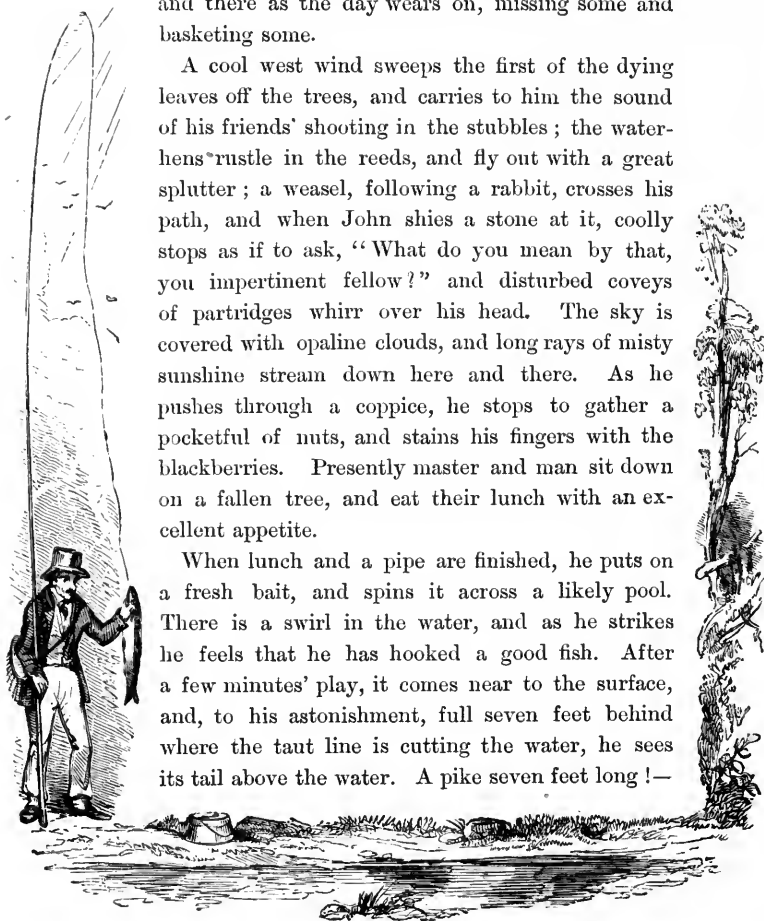 and there as the day wears on, missing some and
basketing some.
A cool west wind sweeps the first of the dying
leaves off the trees, and carries to him the sound
of his friends' shooting in the stubbles ; the water-
hens rustle in the reeds, and fly out with a great
splutter ; a weasel, following a rabbit, crosses his
path, and when John shies a stone at it, coolly
stops as if to ask, “What do you mean by that,
you impertinent fellow?” and disturbed coveys
of partridges whirr over his head. The sky is
covered with opaline clouds, and long rays of misty
sunshine stream down here and there. As he
pushes through a coppice, he stops to gather a
pocketful of nuts, and stains his fingers with the
blackberries. Presently master and man sit down
on a fallen tree, and eat their lunch with an ex-
cellent appetite.
When lunch and a pipe are finished, he puts on
a fresh bait, and spins it across a likely pool.
There is a swirl in the water, and as he strikes
he feels that he has hooked a good fish. After
a few minutes' play, it comes near to the surface,
and, to his astonishment, full seven feet behind
where the taut line is cutting the water, he sees
its tail above the water. A pike seven feet long !—